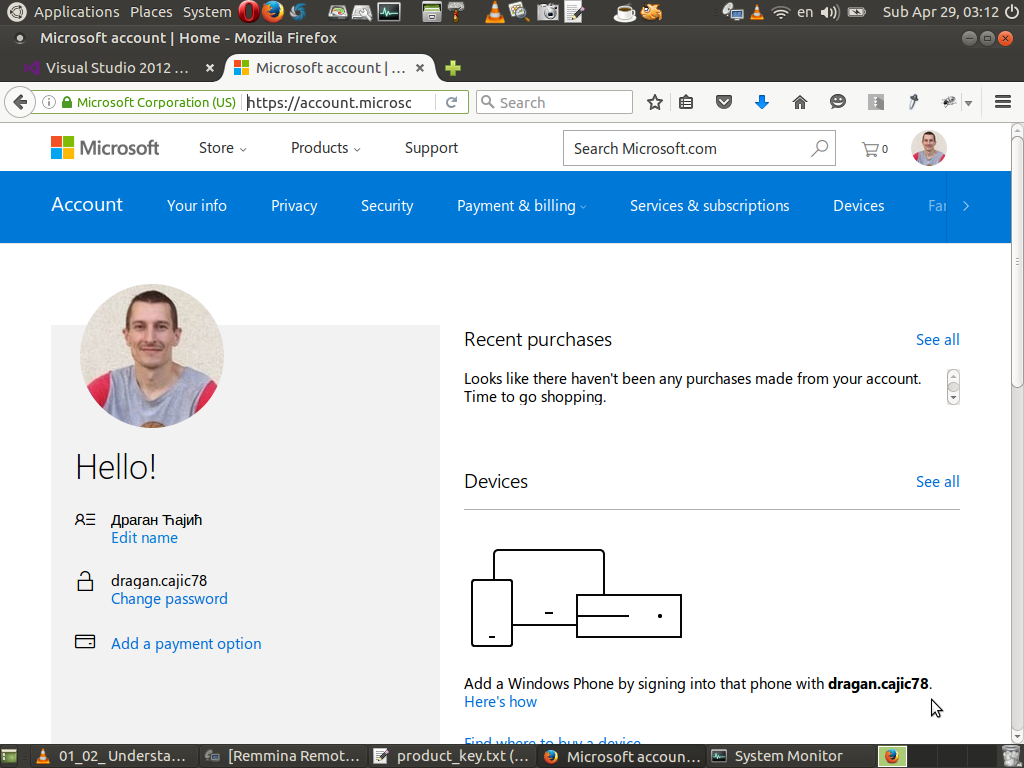 Applications Places System en Sun Apr 29, 03:12
Microsoft account | Home - Mozilla Firefox
Visual Studio 2012 ... Microsoft account | ...
Microsoft Corporation (US) https://account.microsc Search
Microsoft Store Products Support Search Microsoft.com 0
Account Your info Privacy Security Payment & billing Services & subscriptions Devices Far
Recent purchases See all
Looks like there haven't been any purchases made from your account.
Time to go shopping.
Hello!
Devices See all
Драган Ћајић
Edit name
dragan.cajic78
Change password
Add a payment option
Add a Windows Phone by signing into that phone with dragan.cajic78.
Here's how
Find where to buy a device
01_02_ Understa... [Remmina Remot... product_key.txt (... Microsoft accoun... System Monitor